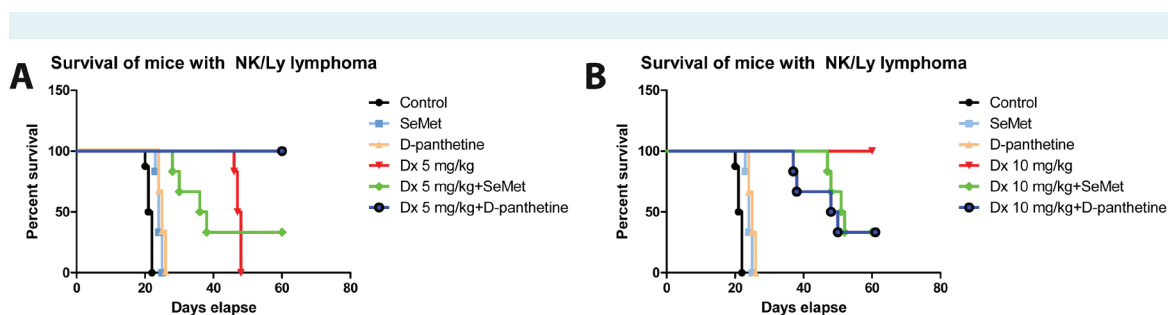 A
Survival of mice with NK/Ly lymphoma
Percent survival
150
100
50
0
0 20 40 60 80
Days elapse
Control
SeMet
D-panthetine
Dx 5 mg/kg
Dx 5 mg/kg+SeMet
Dx 5 mg/kg+D-panthetine
B
Survival of mice with NK/Ly lymphoma
Percent survival
150
100
50
0
0 20 40 60 80
Days elapse
Control
SeMet
D-panthetine
Dx 10 mg/kg
Dx 10 mg/kg+SeMet
Dx 10 mg/kg+D-panthetine